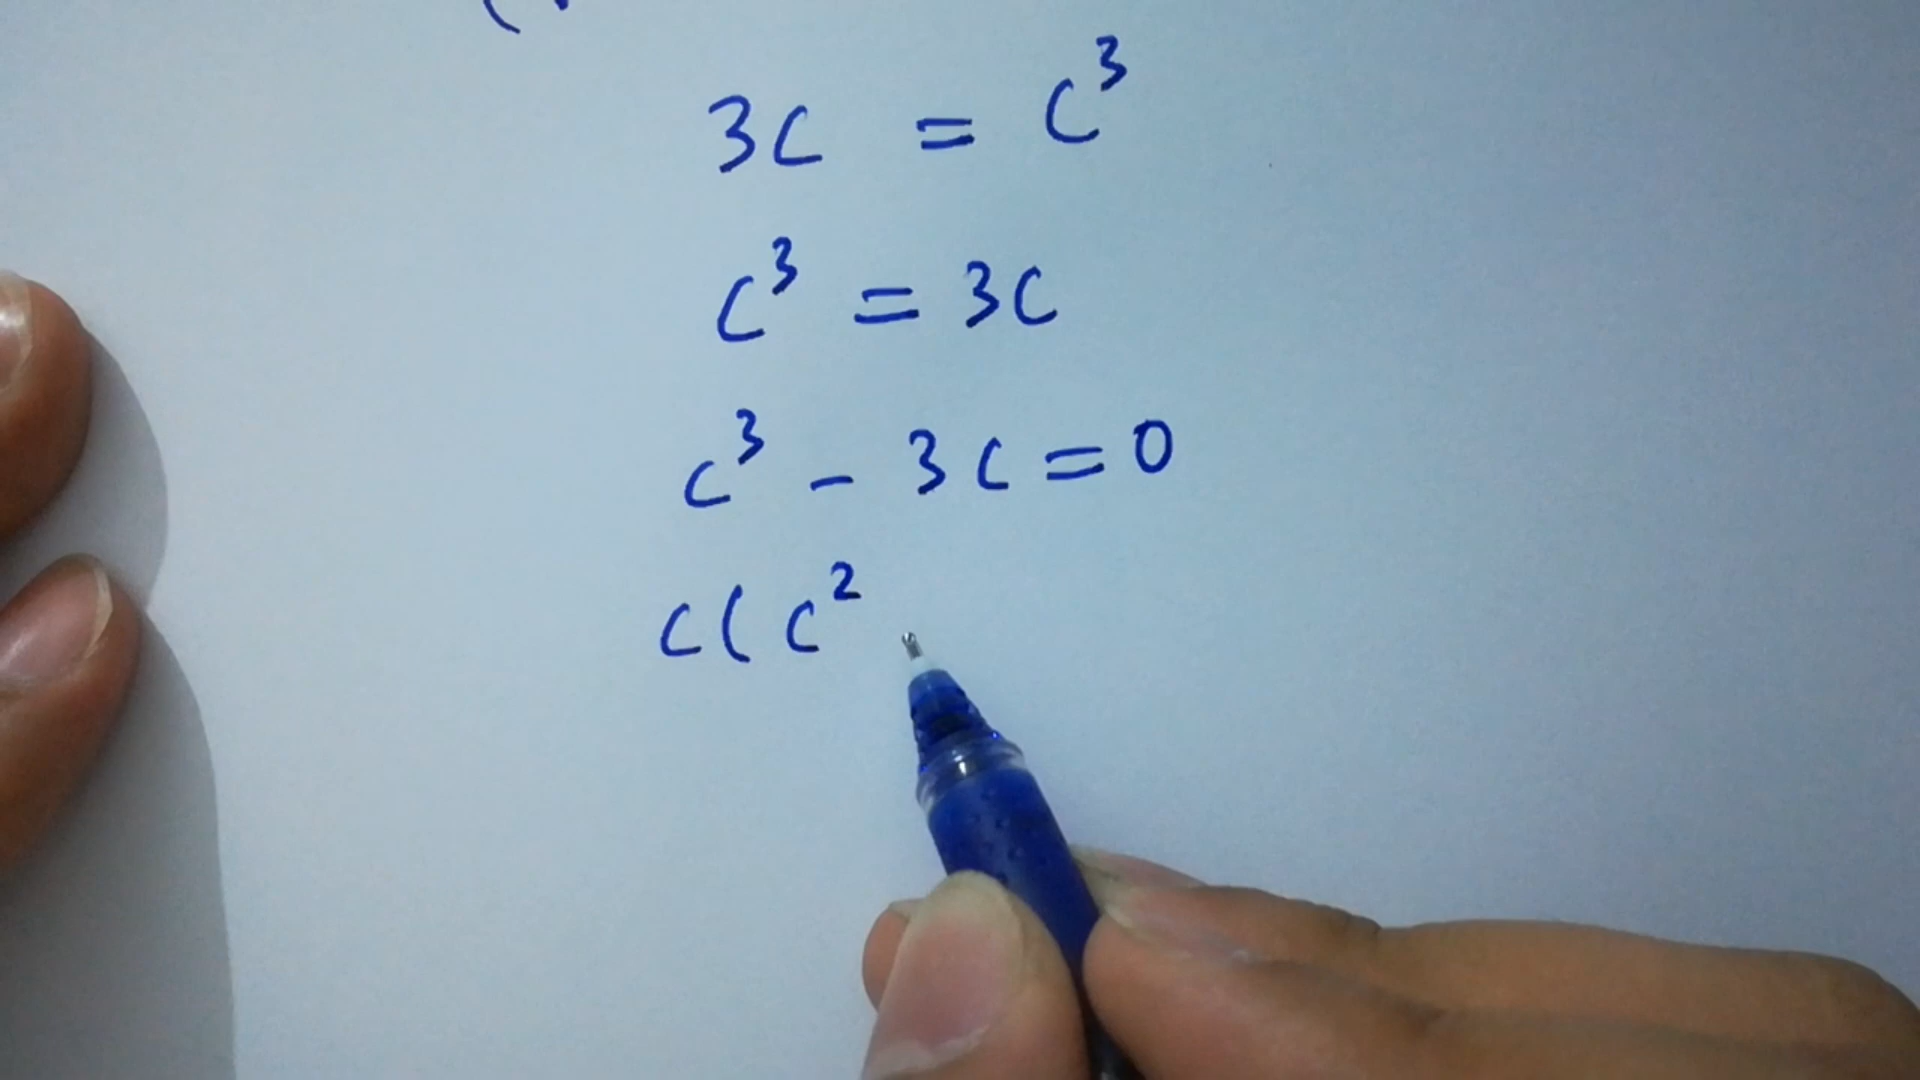 3c = c³
c³ = 3c
c³ - 3c = 0
c(c²